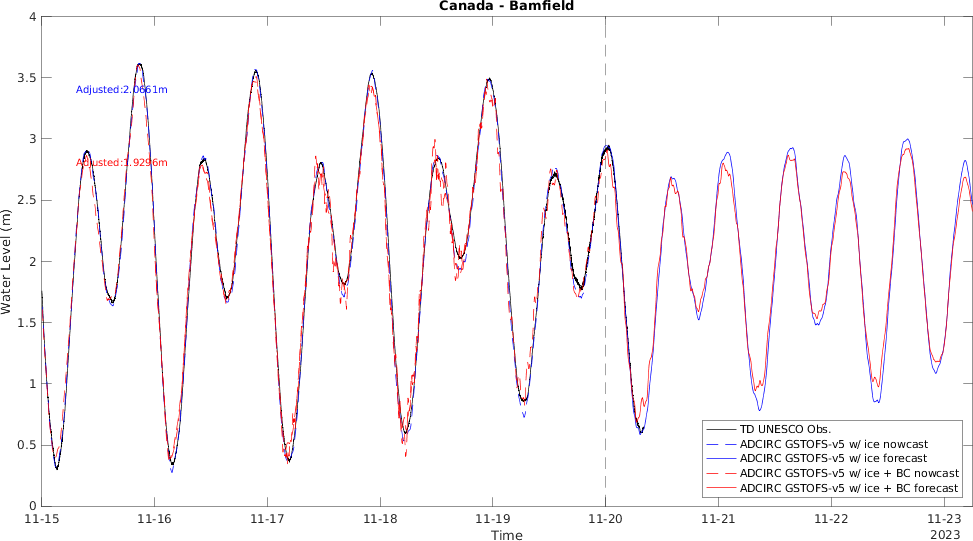 Canada - Bamfield
4
3.5
3
2.5
2
1.5
1
0.5
0
Water Level (m)
Adjusted:2.0661m
Adjusted:1.9296m
TD UNESCO Obs.
ADCIRC GSTOFS-v5 w/ ice nowcast
ADCIRC GSTOFS-v5 w/ ice forecast
ADCIRC GSTOFS-v5 w/ ice + BC nowcast
ADCIRC GSTOFS-v5 w/ ice + BC forecast
11-15 11-16 11-17 11-18 11-19 11-20 11-21 11-22 11-23
Time
2023